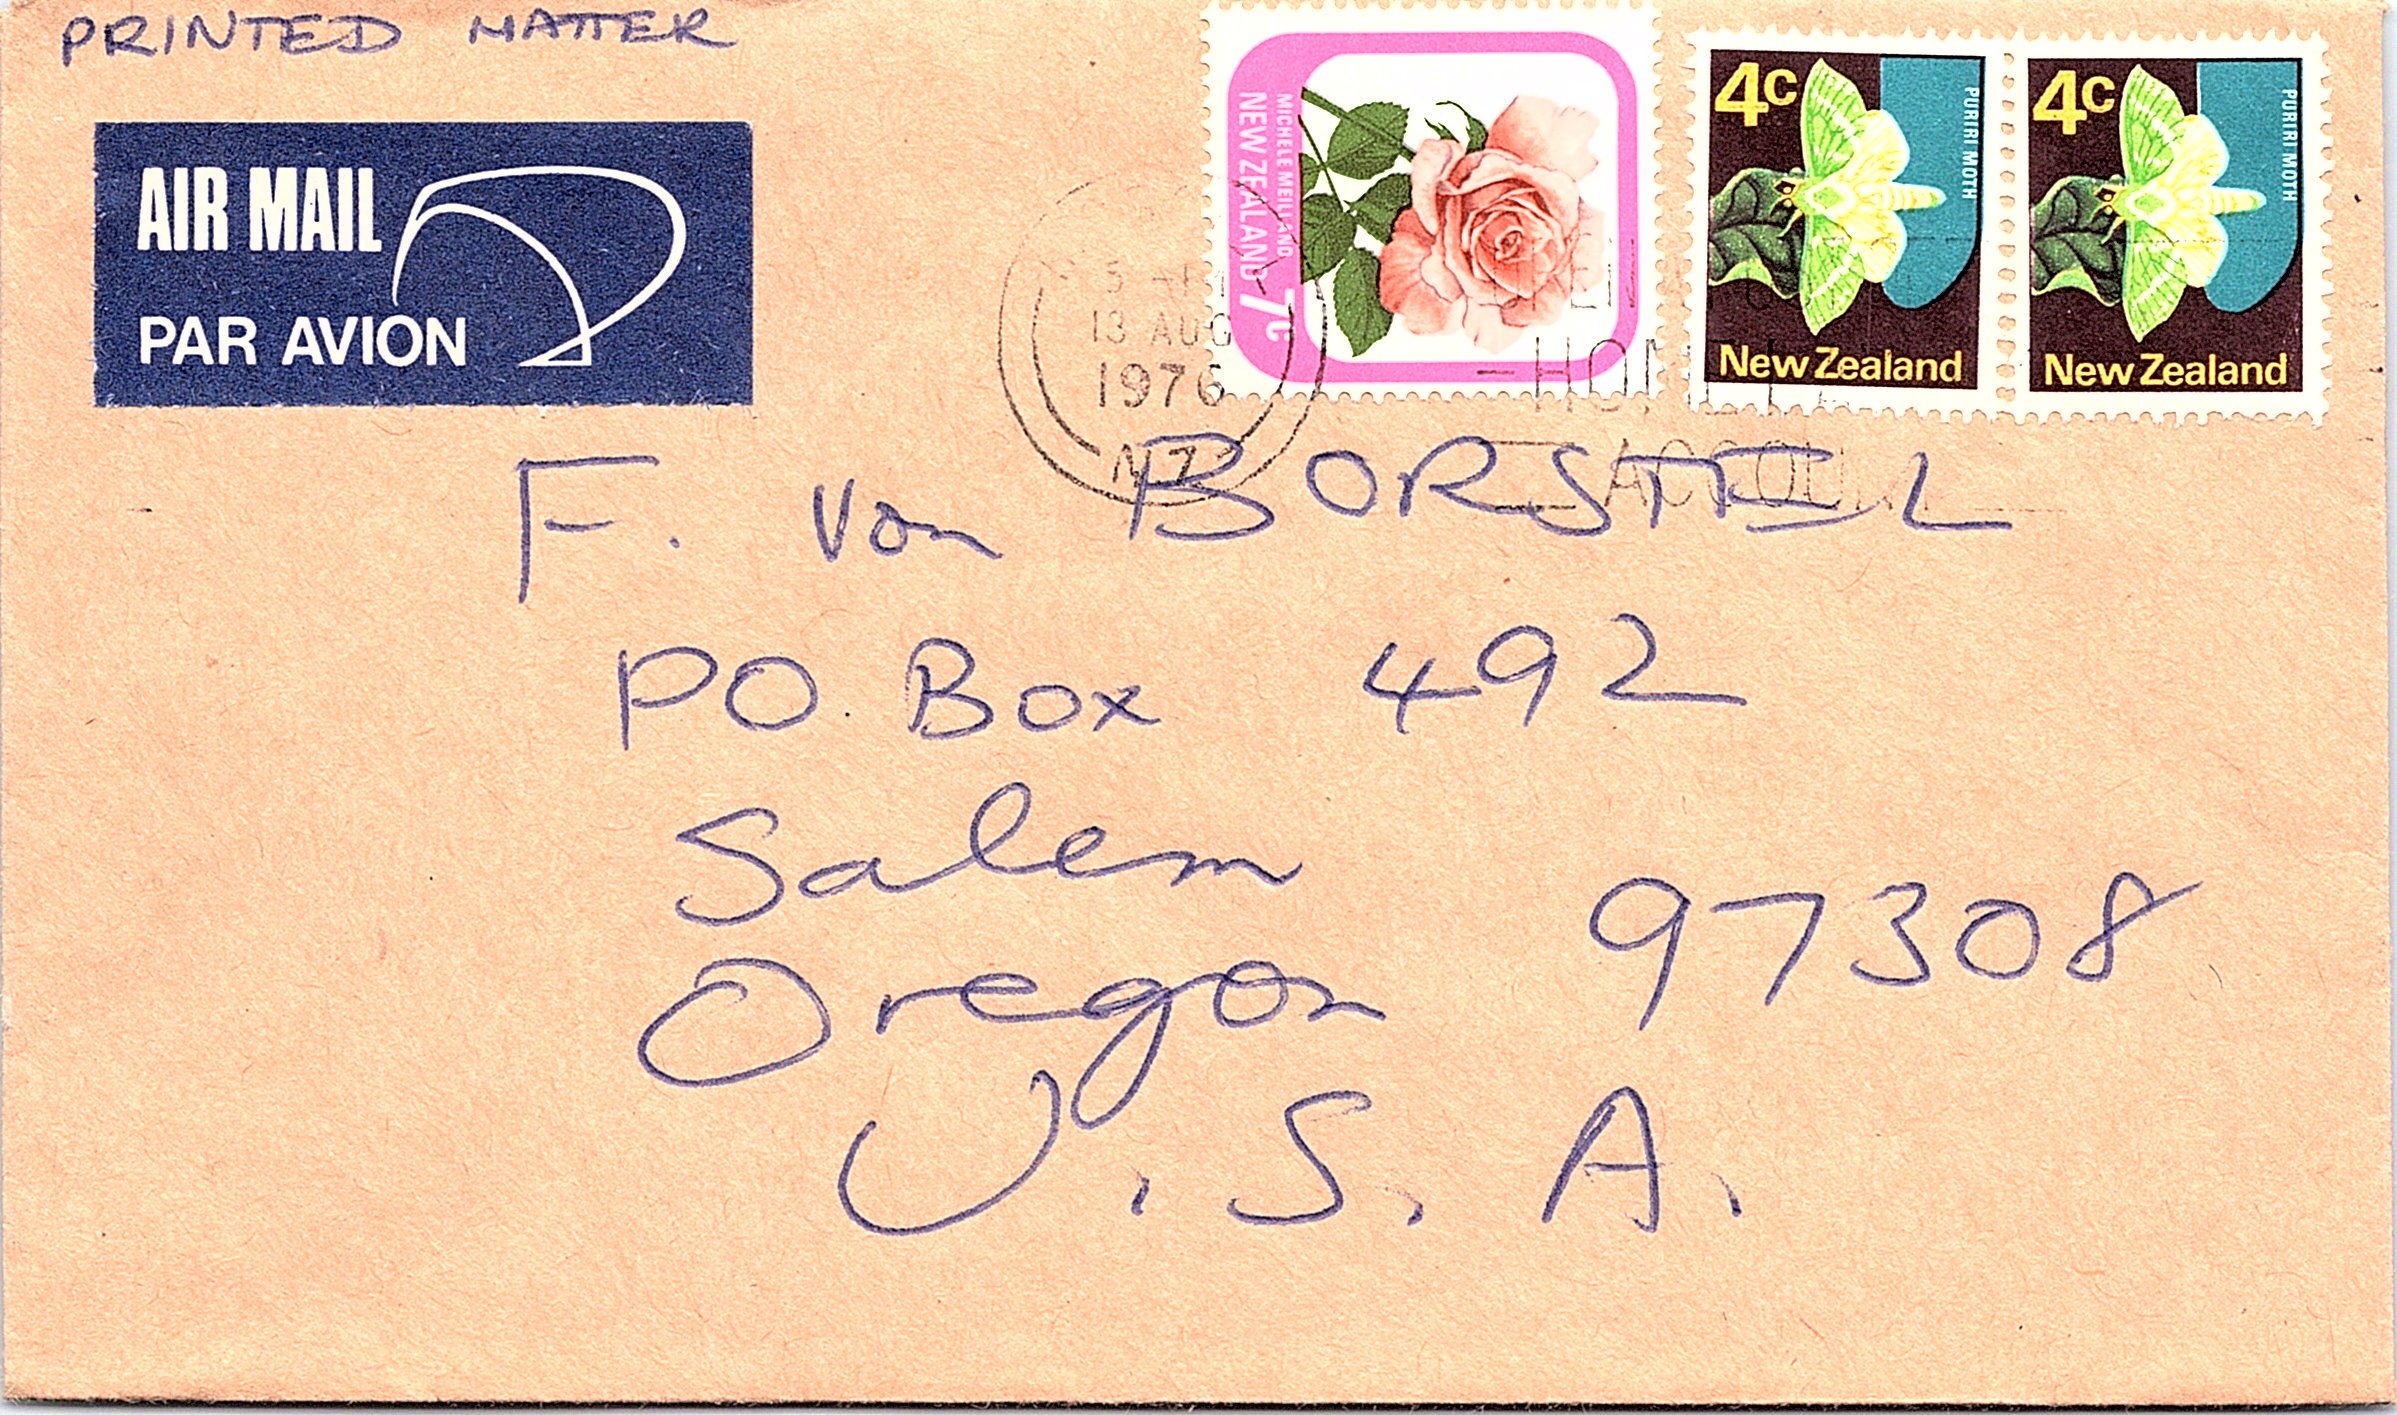 PRINTED MATTER
AIR MAIL
PAR AVION
MICHELE MEILLAND
NEW ZEALAND 7c
4c
PURIRI MOTH
New Zealand
4c
PURIRI MOTH
New Zealand
13 AUG
1976
NZ
F. von BORSTEL
PO. Box 492
Salem
Oregon 97308
U.S.A.